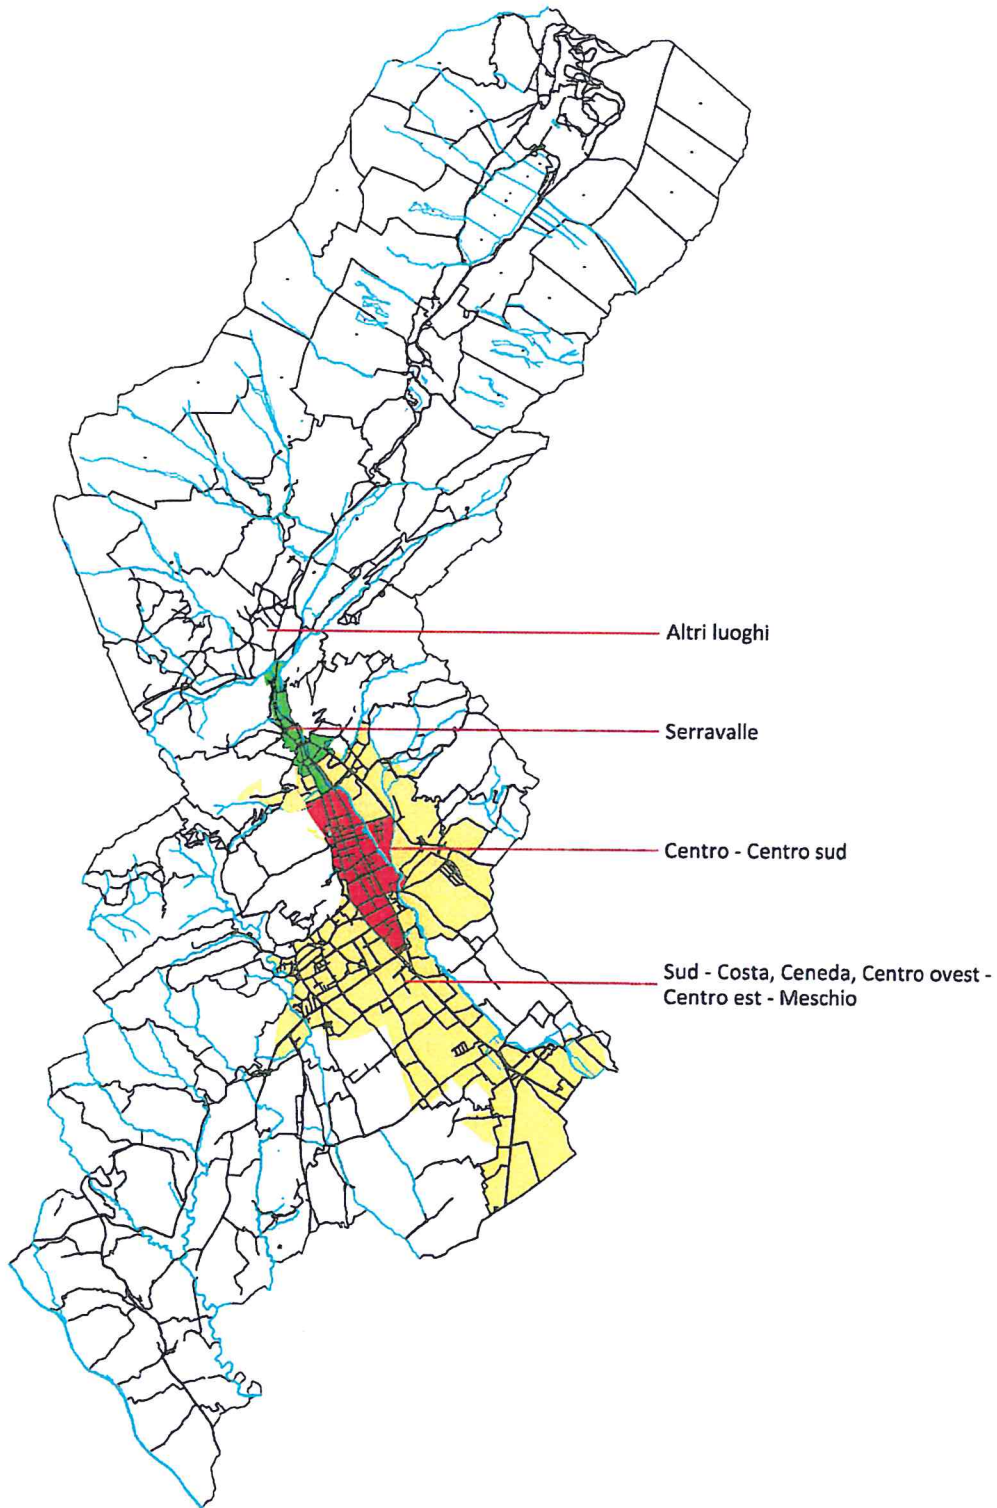 Altri luoghi
Serravalle
Centro - Centro sud
Sud - Costa, Ceneda, Centro ovest -
Centro est - Meschio